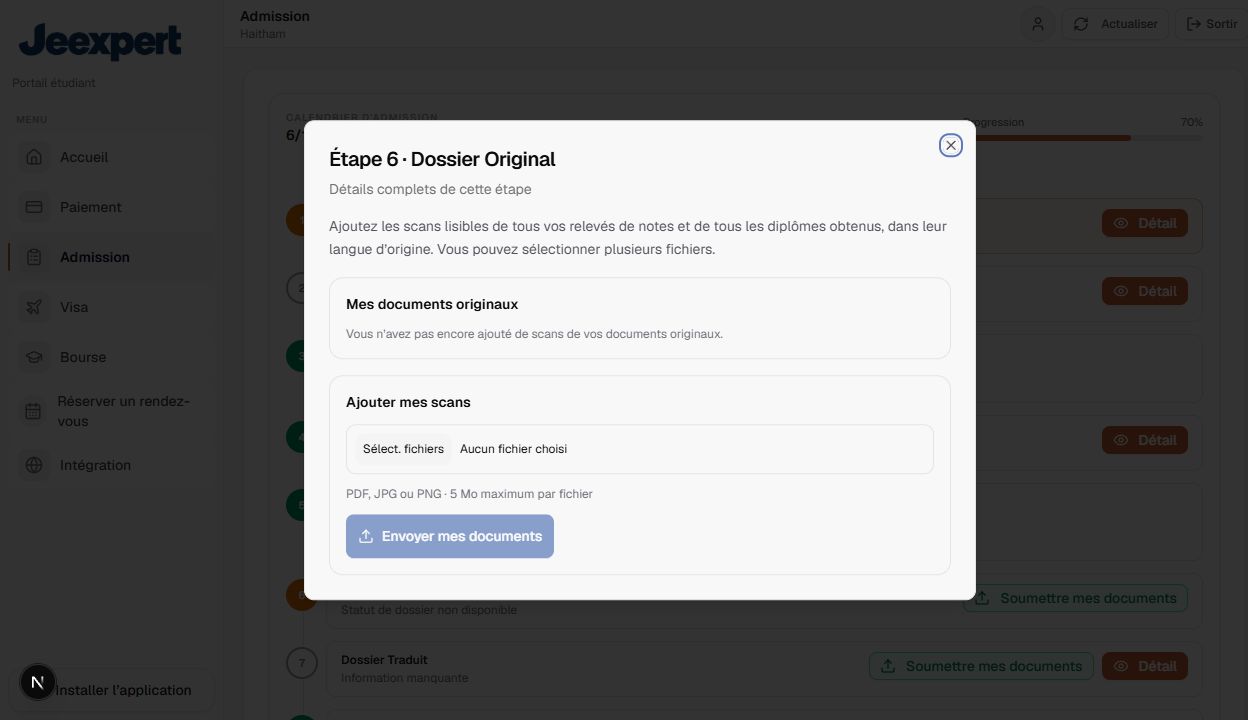 Jeexpert
Portail étudiant
MENU
Accueil
Paiement
Admission
Visa
Bourse
Réserver un rendez-
vous
Intégration
Installer l'application
N
Admission
Haitham
Actualiser
Sortir
CALENDRIER D'ADMISSION
6/
70%
Étape 6 · Dossier Original
Détails complets de cette étape
Ajoutez les scans lisibles de tous vos relevés de notes et de tous les diplômes obtenus, dans leur
langue d'origine. Vous pouvez sélectionner plusieurs fichiers.
Mes documents originaux
Vous n'avez pas encore ajouté de scans de vos documents originaux.
Ajouter mes scans
Sélect. fichiers Aucun fichier choisi
PDF, JPG ou PNG · 5 Mo maximum par fichier
Envoyer mes documents
Détail
Détail
Détail
Statut de dossier non disponible
Soumettre mes documents
7
Dossier Traduit
Information manquante
Soumettre mes documents
Détail